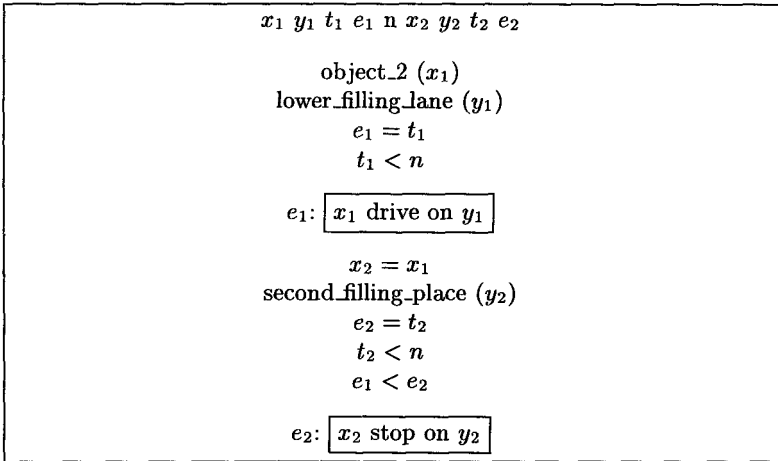 x₁ y₁ t₁ e₁ n x₂ y₂ t₂ e₂
object_2 (x₁)
lower_filling_lane (y₁)
e₁ = t₁
t₁ < n
e₁: x₁ drive on y₁
x₂ = x₁
second_filling_place (y₂)
e₂ = t₂
t₂ < n
e₁ < e₂
e₂: x₂ stop on y₂